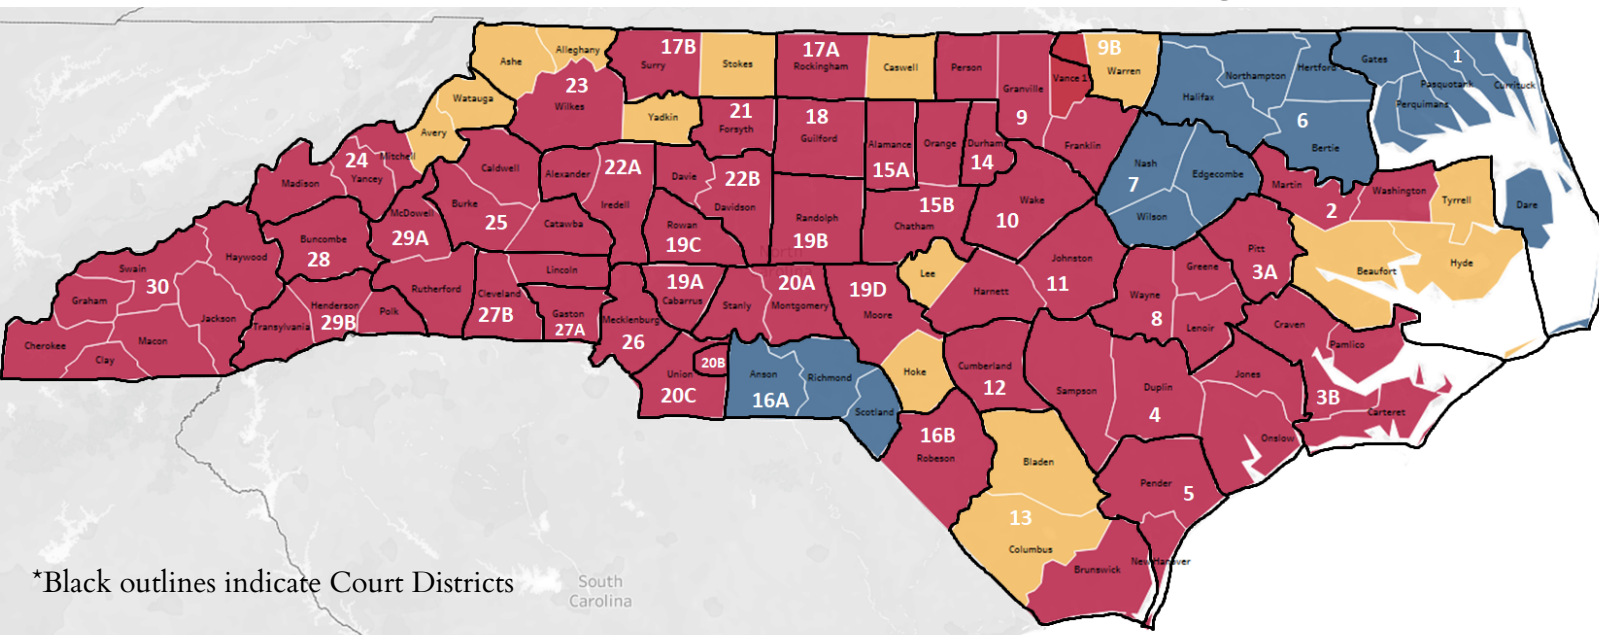 17B
17A
9B
1
Alleghany
Ashe
Surry
Stokes
Rockingham
Caswell
Person
Warren
Gates
Northampton
Hertford
Vance 1
Granville
Pasquotank
Currituck
Perquimans
23
Wilkes
Watauga
Halifax
Yadkin
21
Forsyth
18
Guilford
9
6
Avery
Alamance
Orange
Durham
Franklin
Bertie
24
Mitchell
15A
14
Nash
Edgecombe
7
Caldwell
22A
Alexander
Davie
22B
Madison
Yancey
Martin
Washington
Tyrrell
Dare
Burke
Iredell
Davidson
15B
Wake
Wilson
2
McDowell
25
Catawba
Rowan
Randolph
Chatham
10
29A
19C
19B
Buncombe
28
Pitt
3A
Haywood
North
Carolina
Johnston
Greene
Beaufort
Hyde
Swain
30
Lincoln
Lee
11
Graham
Rutherford
Cleveland
19A
Cabarrus
20A
Stanly
Montgomery
19D
Moore
Harnett
Wayne
8
Henderson
Polk
27B
Gaston
27A
Mecklenburg
26
Jackson
Transylvania
29B
Lenoir
Craven
Cherokee
Macon
Clay
Pamlico
Union
20B
Anson
Richmond
Hoke
Cumberland
12
Jones
20C
16A
Scotland
Sampson
Duplin
4
3B
Carteret
16B
Robeson
Onslow
Bladen
Pender
5
13
Columbus
Brunswick
New Hanover
*Black outlines indicate Court Districts
South
Carolina